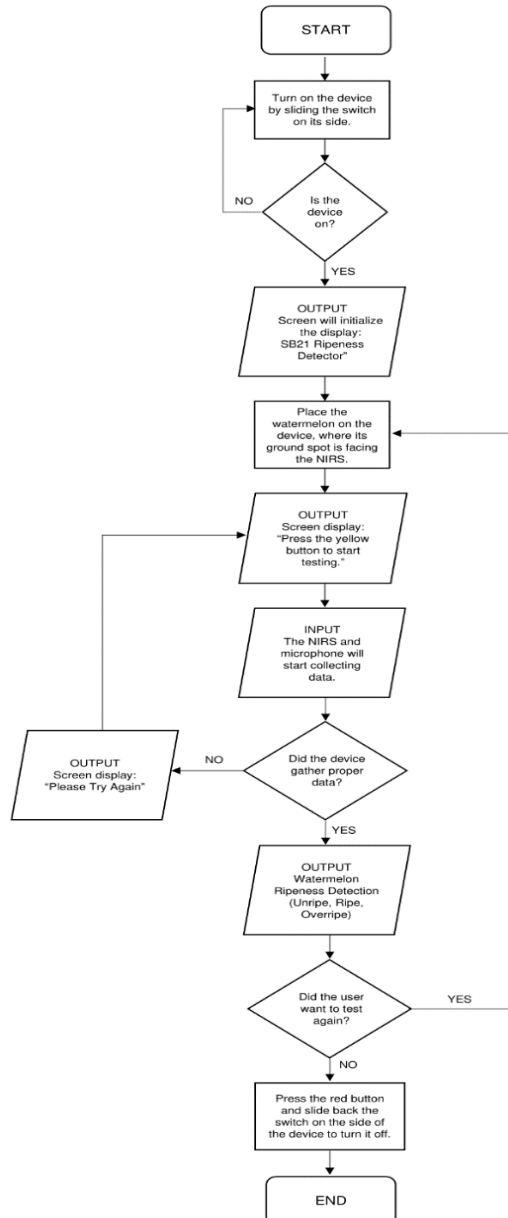 START
Turn on the device
by sliding the switch
on its side.
NO
Is the
device
on?
YES
OUTPUT
Screen will initialize
the display:
SB21 Ripeness
Detector"
Place the
watermelon on the
device, where its
ground spot is facing
the NIRS.
OUTPUT
Screen display:
"Press the yellow
button to start
testing."
INPUT
The NIRS and
microphone will
start collecting
data.
Did the device
gather proper
data?
NO
OUTPUT
Screen display:
"Please Try Again"
YES
OUTPUT
Watermelon
Ripeness Detection
(Unripe, Ripe,
Overripe)
Did the user
want to test
again?
YES
NO
Press the red button
and slide back the
switch on the side of
the device to turn it off.
END